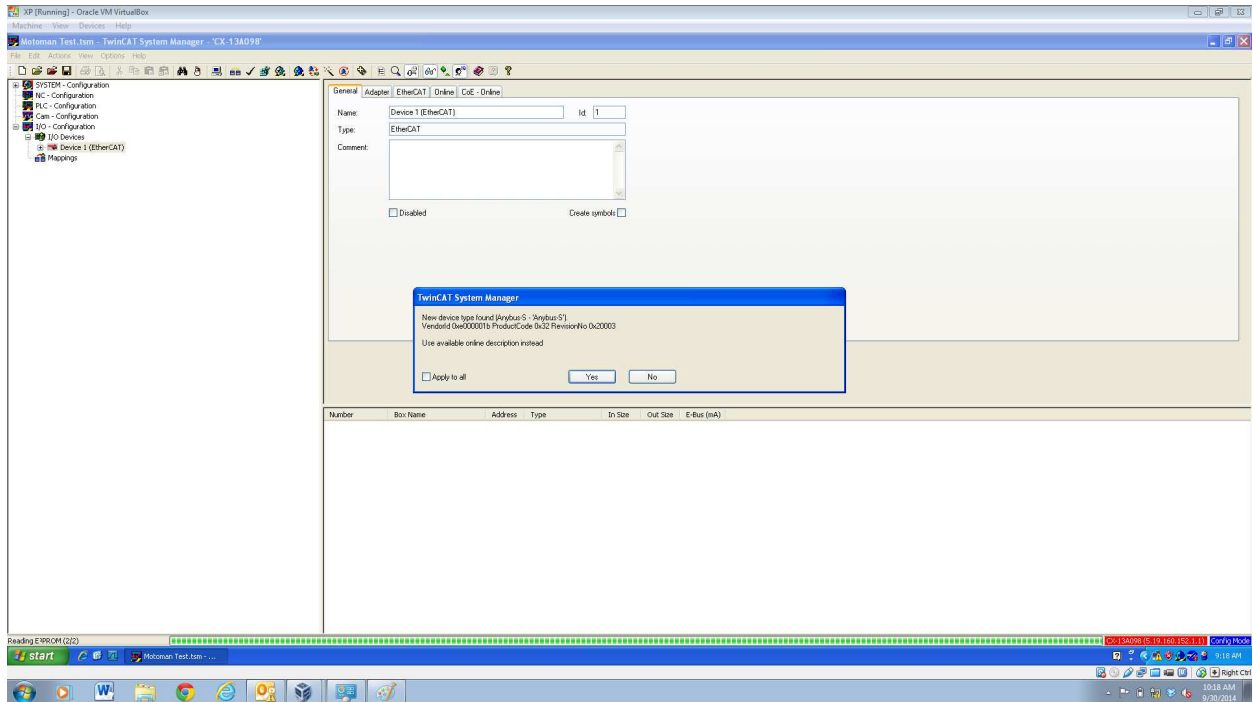 XP [Running] - Oracle VM VirtualBox
Machine View Devices Help
Motoman Test.tsm - TwinCAT System Manager - 'CX-13A098'
File Edit Actions View Options Help
SYSTEM - Configuration
NC - Configuration
PLC - Configuration
Cam - Configuration
I/O - Configuration
I/O Devices
Device 1 (EtherCAT)
Mappings
General Adapter EtherCAT Online CoE - Online
Name: Device 1 (EtherCAT) Id: 1
Type: EtherCAT
Comment:
Disabled Create symbols
TwinCAT System Manager
New device type found (Anybus-S - 'Anybus-S').
VendorId 0xe000001b ProductCode 0x32 RevisionNo 0x20003
Use available online description instead
Apply to all Yes No
Number Box Name Address Type In Size Out Size E-Bus (mA)
Reading E²PROM (2/2) CX-13A098 (5.19.160.152.1.1) Config Mode
start Motoman Test.tsm - ... 9:18 AM
Right Ctrl
10:18 AM
9/30/2014